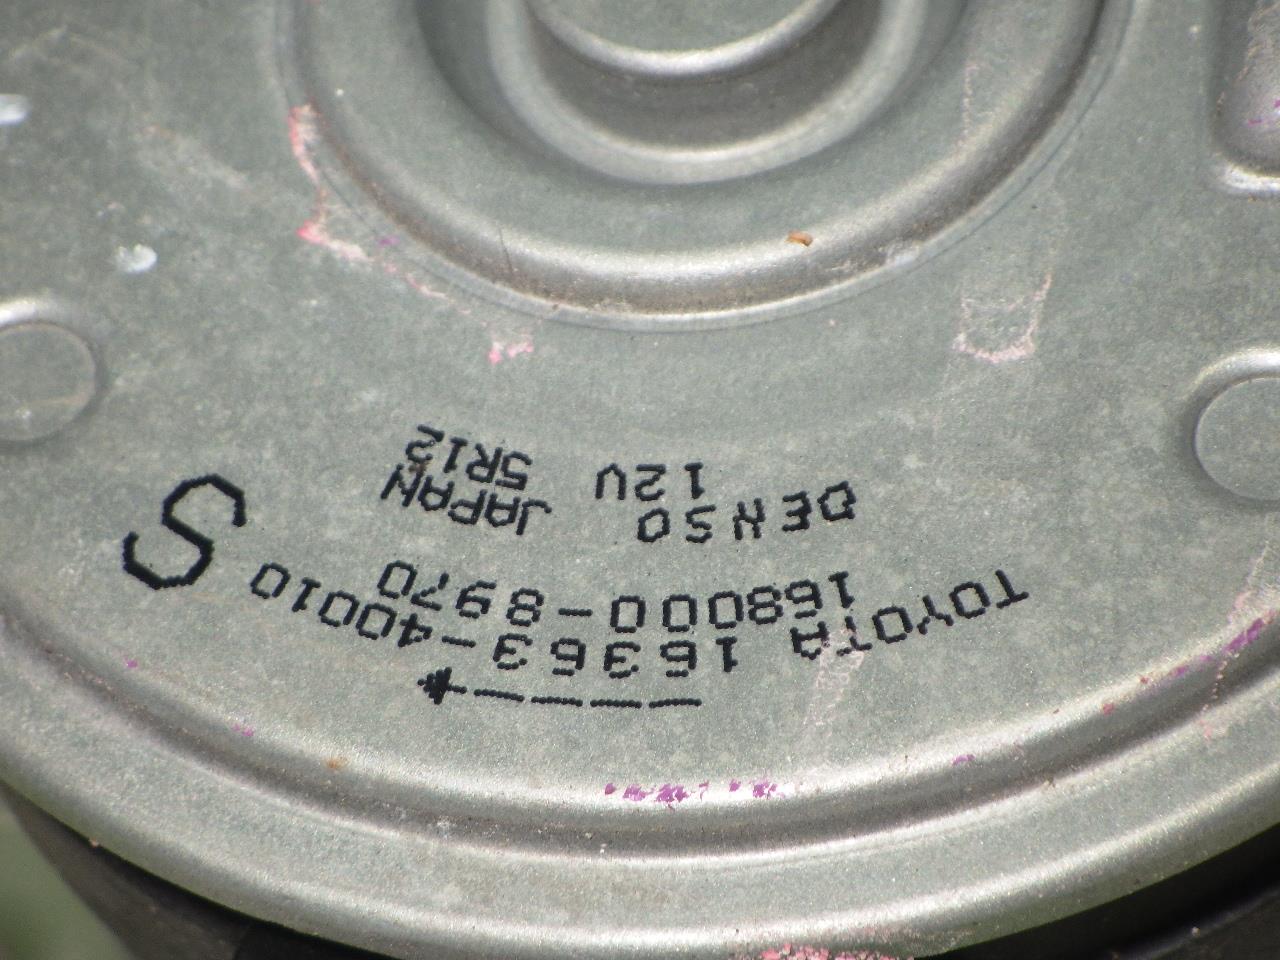 TOYOTA 16363-40010
168000-8970
DENSO JAPAN
12V 5R12
S